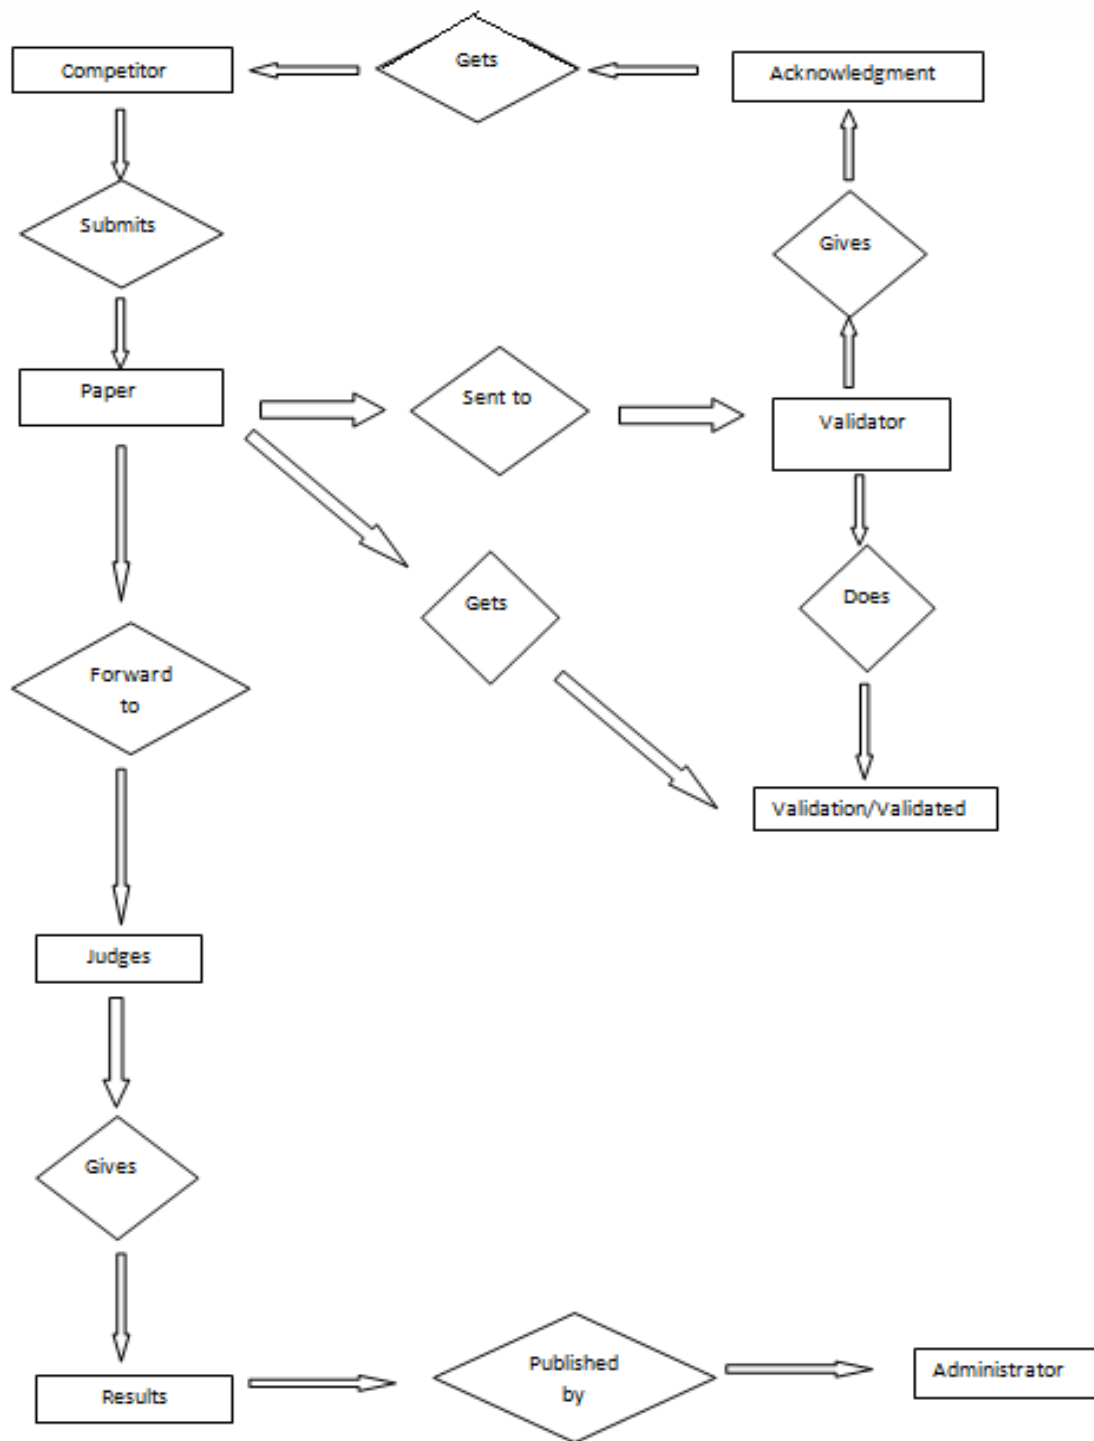 Competitor
Gets
Acknowledgment
Submits
Gives
Paper
Sent to
Validator
Gets
Does
Forward
to
Validation/Validated
Judges
Gives
Results
Published
by
Administrator